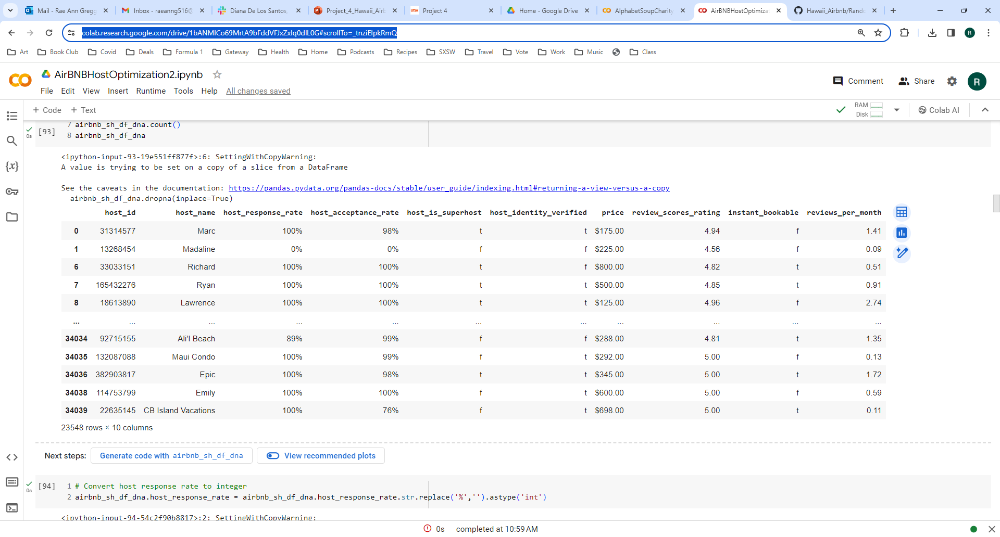 Mail - Rae Ann Gregg
Inbox - raeanng516@
Diana De Los Santos,
Project_4_Hawaii_Airb
UTSA Project 4
Home - Google Drive
AlphabetSoupCharity
AirBNBHostOptimizat
Hawaii_Airbnb/Rando
colab.research.google.com/drive/1bANMICo69MrtA9bFddVFJxZxIq0dlL0G#scrollTo=_tnziEIpkRmQ
R
Art Book Club Covid Deals Formula 1 Gateway Health Home Podcasts Recipes SXSW Travel Vote Work Music Class
AirBNBHostOptimization2.ipynb
Comment Share R
File Edit View Insert Runtime Tools Help All changes saved
+ Code + Text
RAM
Disk
Colab AI
{x}
0s
[93]
7 airbnb_sh_df_dna.count()
8 airbnb_sh_df_dna
<ipython-input-93-19e551ff877f>:6: SettingWithCopyWarning:
A value is trying to be set on a copy of a slice from a DataFrame
See the caveats in the documentation: https://pandas.pydata.org/pandas-docs/stable/user_guide/indexing.html#returning-a-view-versus-a-copy
airbnb_sh_df_dna.dropna(inplace=True)
host_id host_name host_response_rate host_acceptance_rate host_is_superhost host_identity_verified price review_scores_rating instant_bookable reviews_per_month
0 31314577 Marc 100% 98% t t $175.00 4.94 f 1.41
1 13268454 Madaline 0% 0% f f $225.00 4.56 f 0.09
6 33033151 Richard 100% 100% t f $800.00 4.82 t 0.51
7 165432276 Ryan 100% 100% t t $500.00 4.85 t 0.91
8 18613890 Lawrence 100% 100% t t $125.00 4.96 f 2.74
... ... ... ... ... ... ... ... ... ... ...
34034 92715155 Ali'I Beach 89% 99% f f $288.00 4.81 t 1.35
34035 132087088 Maui Condo 100% 99% f t $292.00 5.00 f 0.13
34036 382903817 Epic 100% 98% t t $345.00 5.00 t 1.72
34038 114753799 Emily 100% 100% f t $600.00 5.00 f 0.59
34039 22635145 CB Island Vacations 100% 76% f t $698.00 5.00 t 0.11
23548 rows × 10 columns
Next steps: Generate code with airbnb_sh_df_dna View recommended plots
0s
[94]
1 # Convert host response rate to integer
2 airbnb_sh_df_dna.host_response_rate = airbnb_sh_df_dna.host_response_rate.str.replace('%','').astype('int')
<ipython-input-94-54c2f90b8817>:2: SettingWithCopyWarning:
0s completed at 10:59 AM